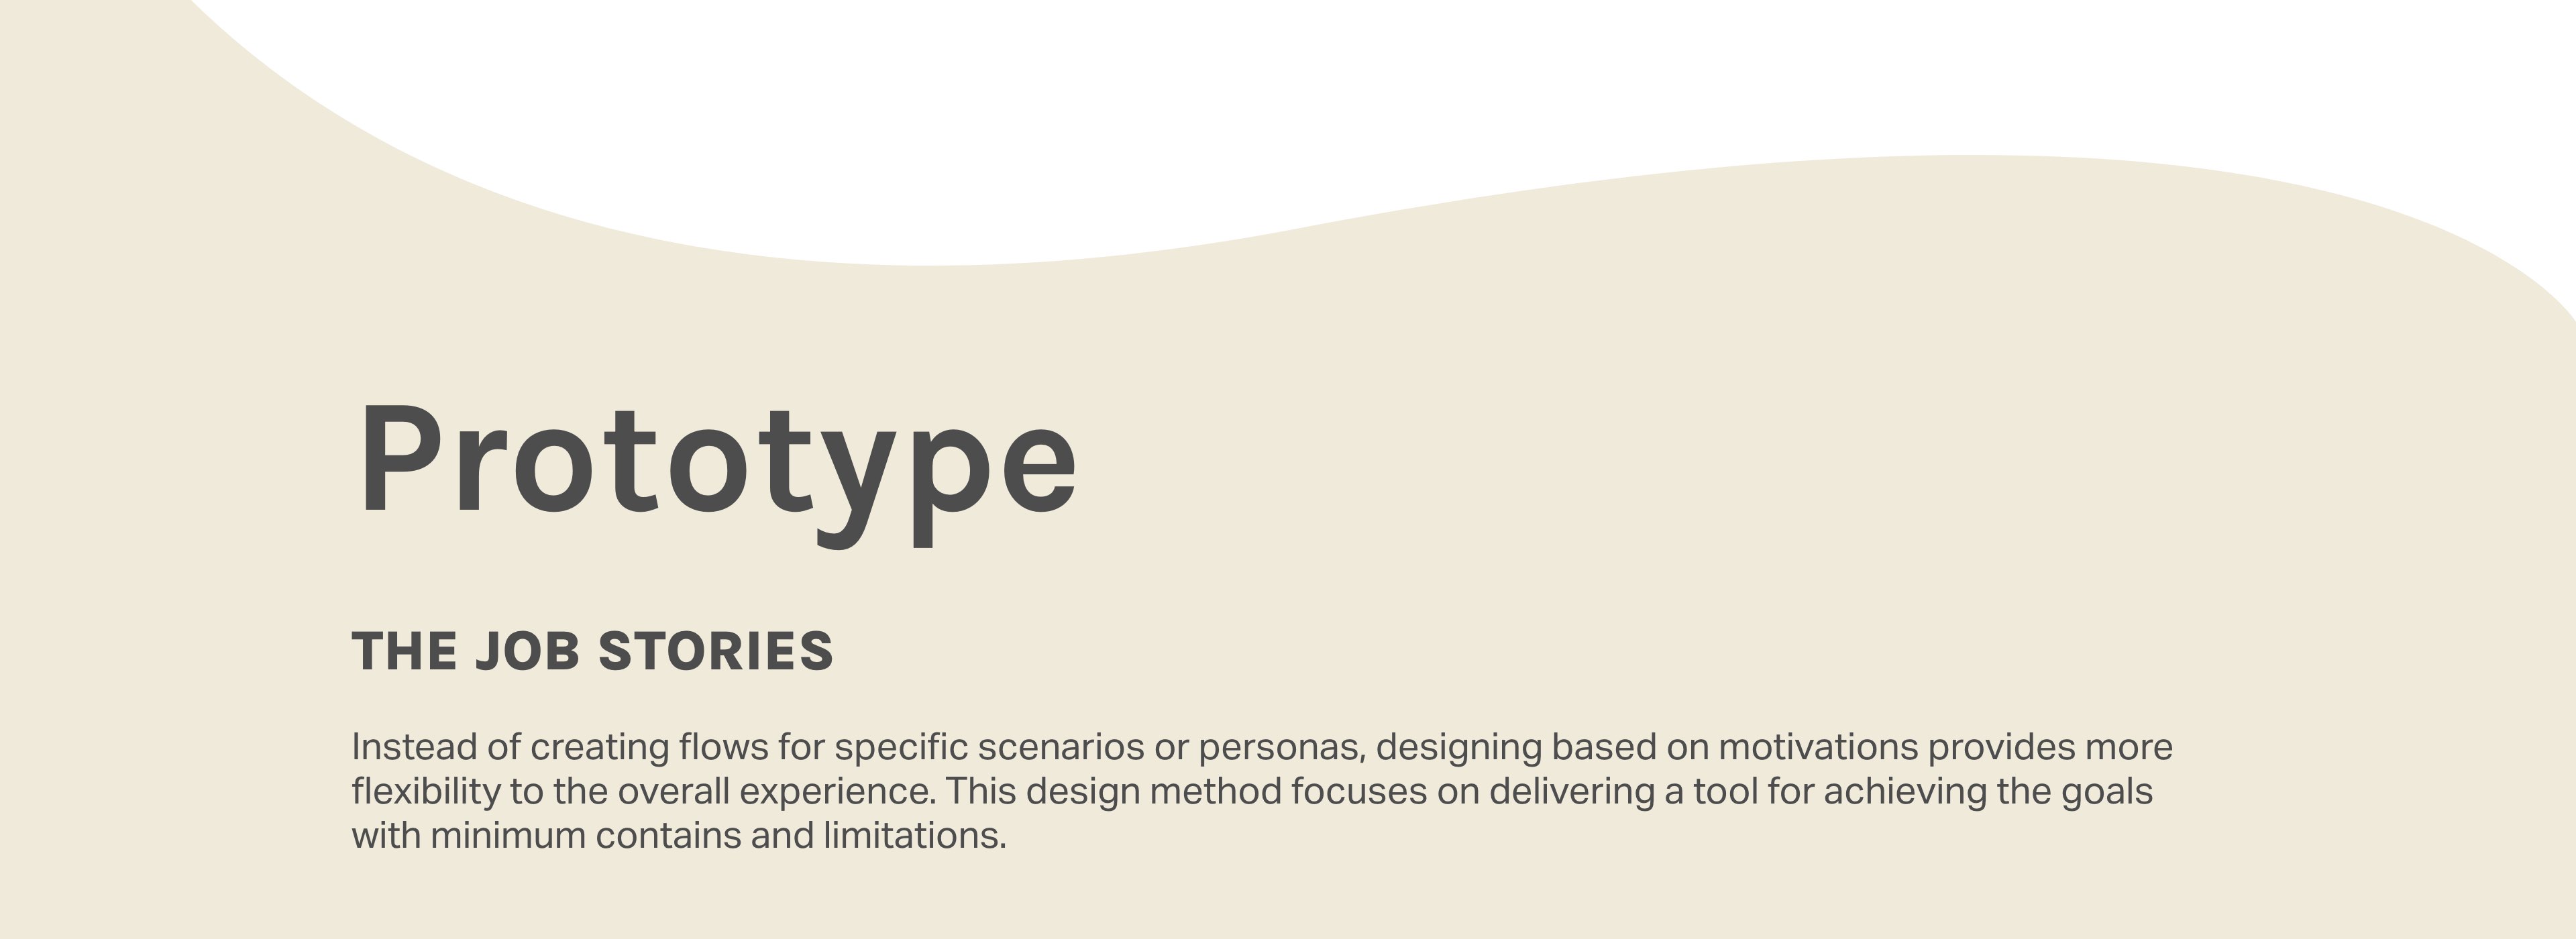 Prototype
THE JOB STORIES
Instead of creating flows for specific scenarios or personas, designing based on motivations provides more
flexibility to the overall experience. This design method focuses on delivering a tool for achieving the goals
with minimum contains and limitations.